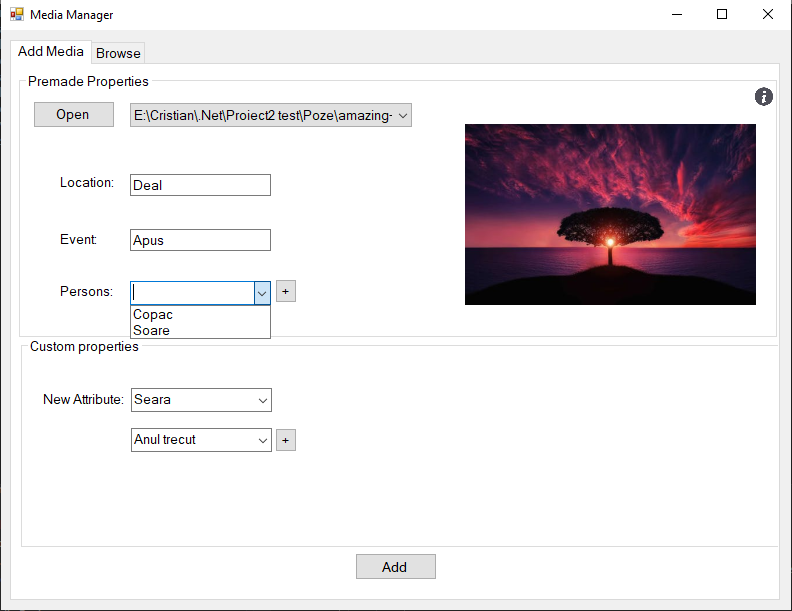 Media Manager
Add Media
Browse
Premade Properties
Open
E:\Cristian\.Net\Proiect2 test\Poze\amazing-
Location:
Deal
Event:
Apus
Persons:
+
Copac
Soare
Custom properties
New Attribute:
Seara
Anul trecut
+
Add